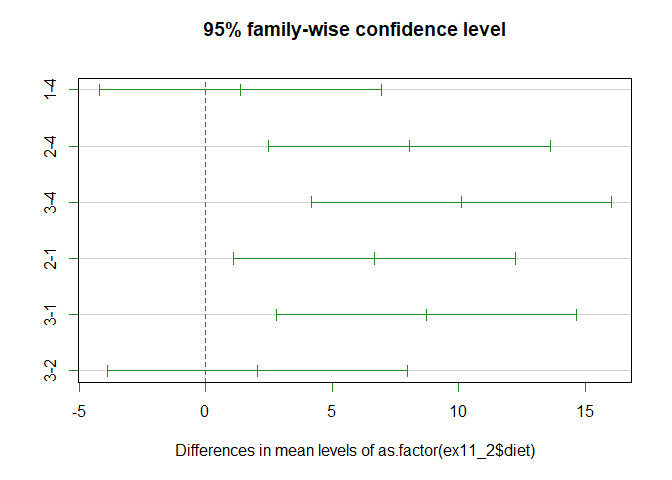 95% family-wise confidence level
1-4
2-4
3-4
2-1
3-1
3-2
-5 0 5 10 15
Differences in mean levels of as.factor(ex11_2$diet)